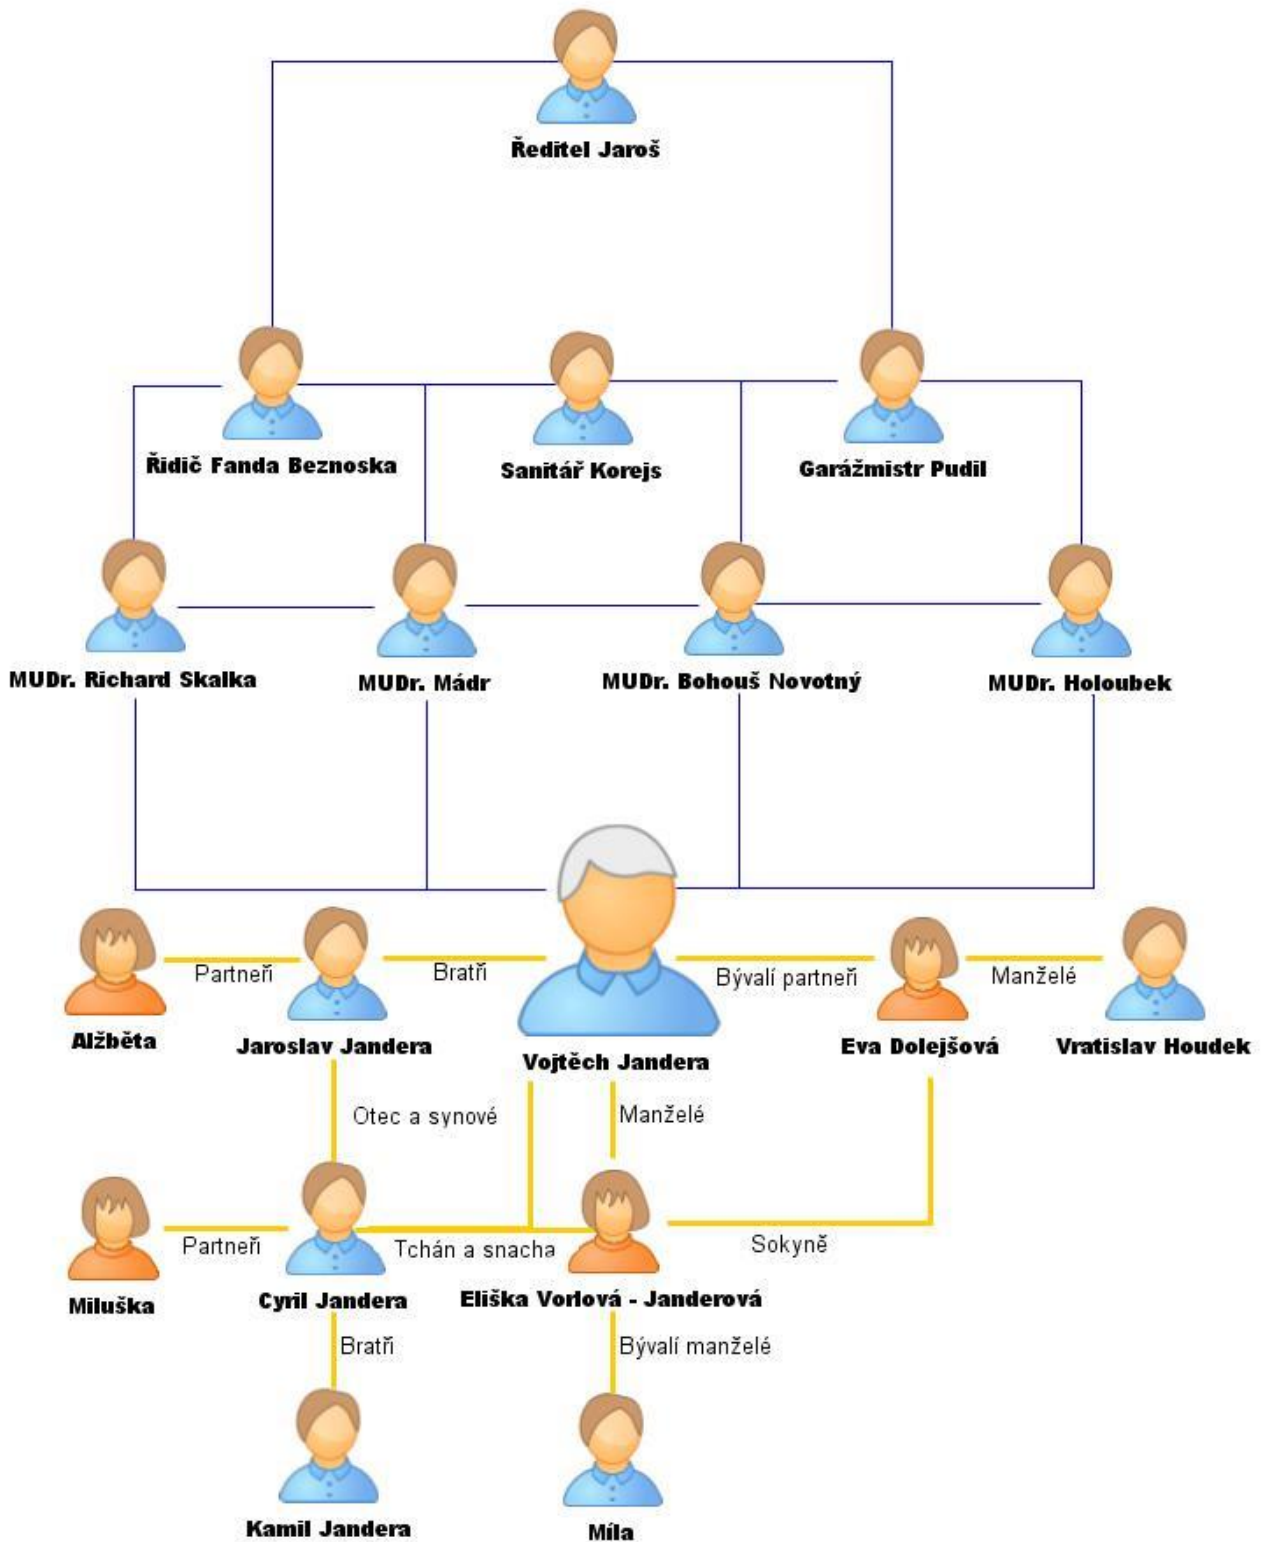 Ředitel Jaroš
Řidič Fanda Beznoska
Sanitář Korejs
Garážmistr Pudil
MUDr. Richard Skalka
MUDr. Mádr
MUDr. Bohouš Novotný
MUDr. Holoubek
Partneři
Bratři
Bývalí partneři
Manželé
Alžběta
Jaroslav Jandera
Vojtěch Jandera
Eva Dolejšová
Vratislav Houdek
Otec a synové
Manželé
Partneři
Tchán a snacha
Sokyně
Miluška
Cyril Jandera
Eliška Vorlová - Janderová
Bratři
Bývalí manželé
Kamil Jandera
Míla